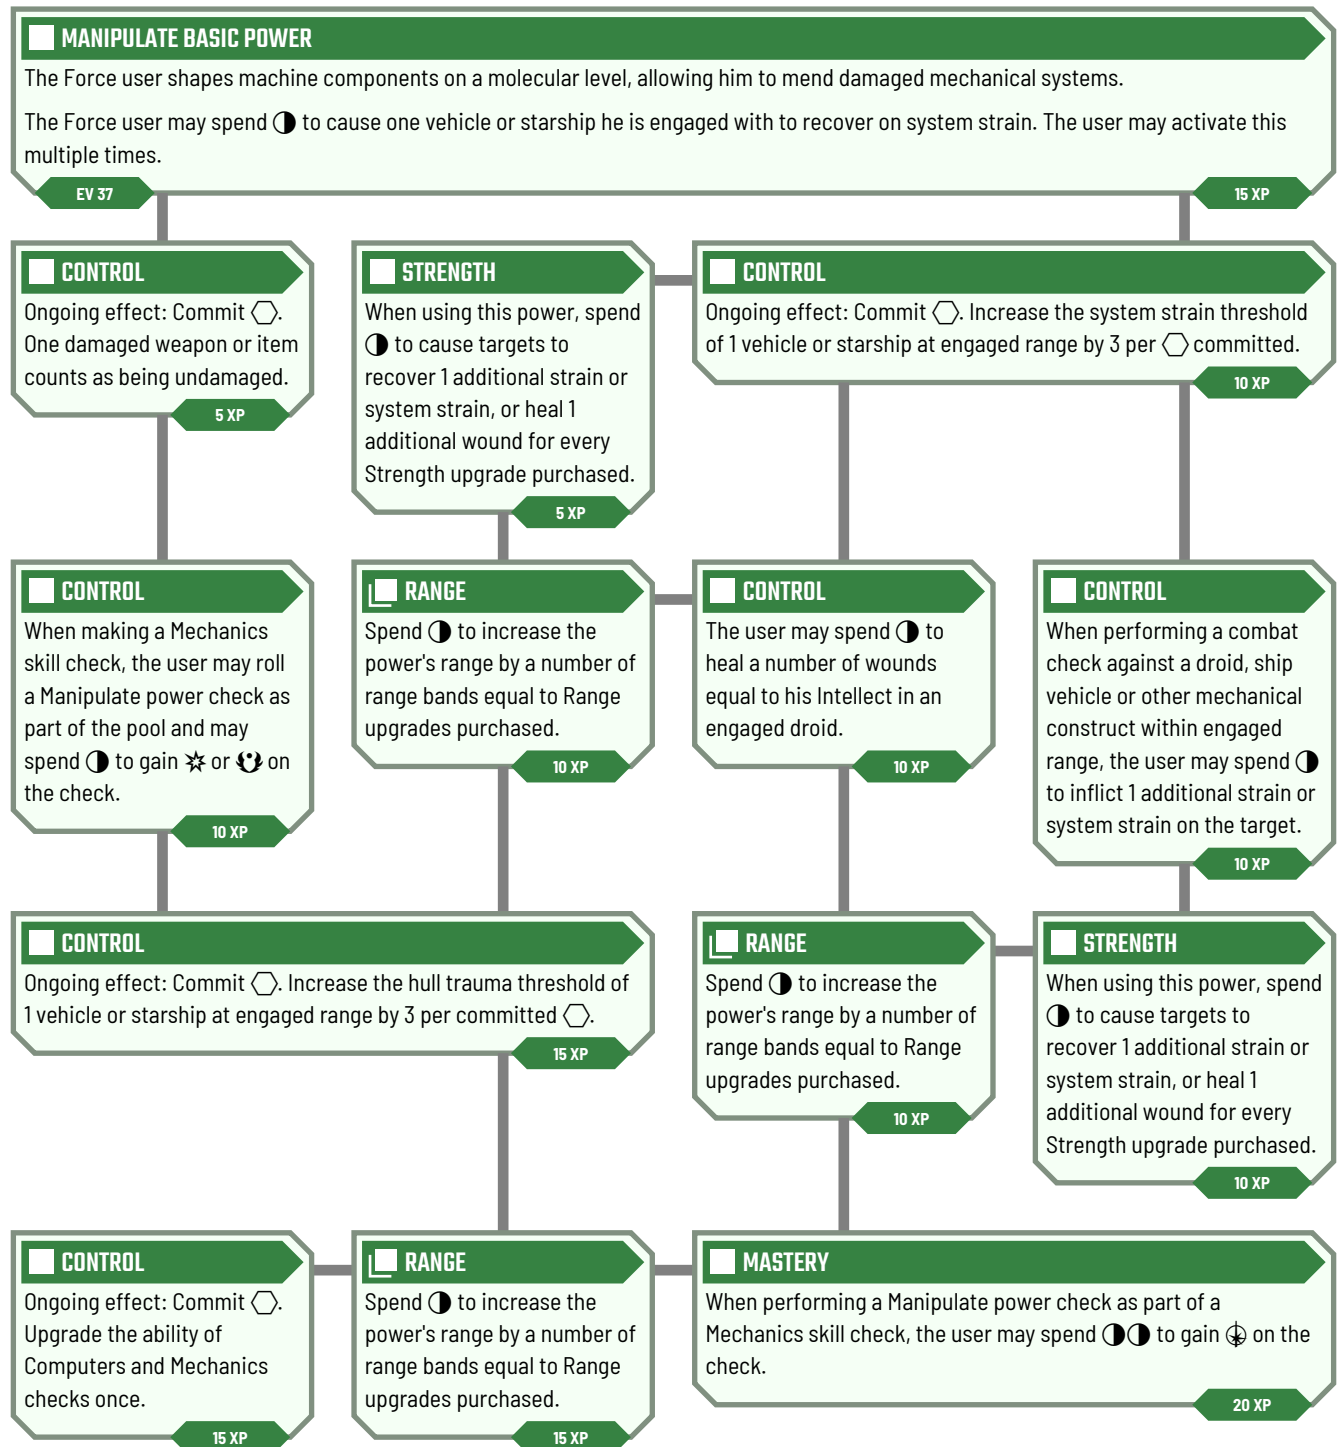 MANIPULATE BASIC POWER
The Force user shapes machine components on a molecular level, allowing him to mend damaged mechanical systems.
The Force user may spend to cause one vehicle or starship he is engaged with to recover on system strain. The user may activate this
multiple times.
EV 37
15 XP
CONTROL
Ongoing effect: Commit .
One damaged weapon or item
counts as being undamaged.
5 XP
STRENGTH
When using this power, spend
to cause targets to
recover 1 additional strain or
system strain, or heal 1
additional wound for every
Strength upgrade purchased.
5 XP
CONTROL
Ongoing effect: Commit . Increase the system strain threshold
of 1 vehicle or starship at engaged range by 3 per committed.
10 XP
CONTROL
When making a Mechanics
skill check, the user may roll
a Manipulate power check as
part of the pool and may
spend to gain or on
the check.
10 XP
RANGE
Spend to increase the
power's range by a number of
range bands equal to Range
upgrades purchased.
10 XP
CONTROL
The user may spend to
heal a number of wounds
equal to his Intellect in an
engaged droid.
10 XP
CONTROL
When performing a combat
check against a droid, ship
vehicle or other mechanical
construct within engaged
range, the user may spend
to inflict 1 additional strain or
system strain on the target.
10 XP
CONTROL
Ongoing effect: Commit . Increase the hull trauma threshold of
1 vehicle or starship at engaged range by 3 per committed .
15 XP
RANGE
Spend to increase the
power's range by a number of
range bands equal to Range
upgrades purchased.
10 XP
STRENGTH
When using this power, spend
to cause targets to
recover 1 additional strain or
system strain, or heal 1
additional wound for every
Strength upgrade purchased.
10 XP
CONTROL
Ongoing effect: Commit .
Upgrade the ability of
Computers and Mechanics
checks once.
15 XP
RANGE
Spend to increase the
power's range by a number of
range bands equal to Range
upgrades purchased.
15 XP
MASTERY
When performing a Manipulate power check as part of a
Mechanics skill check, the user may spend to gain on the
check.
20 XP